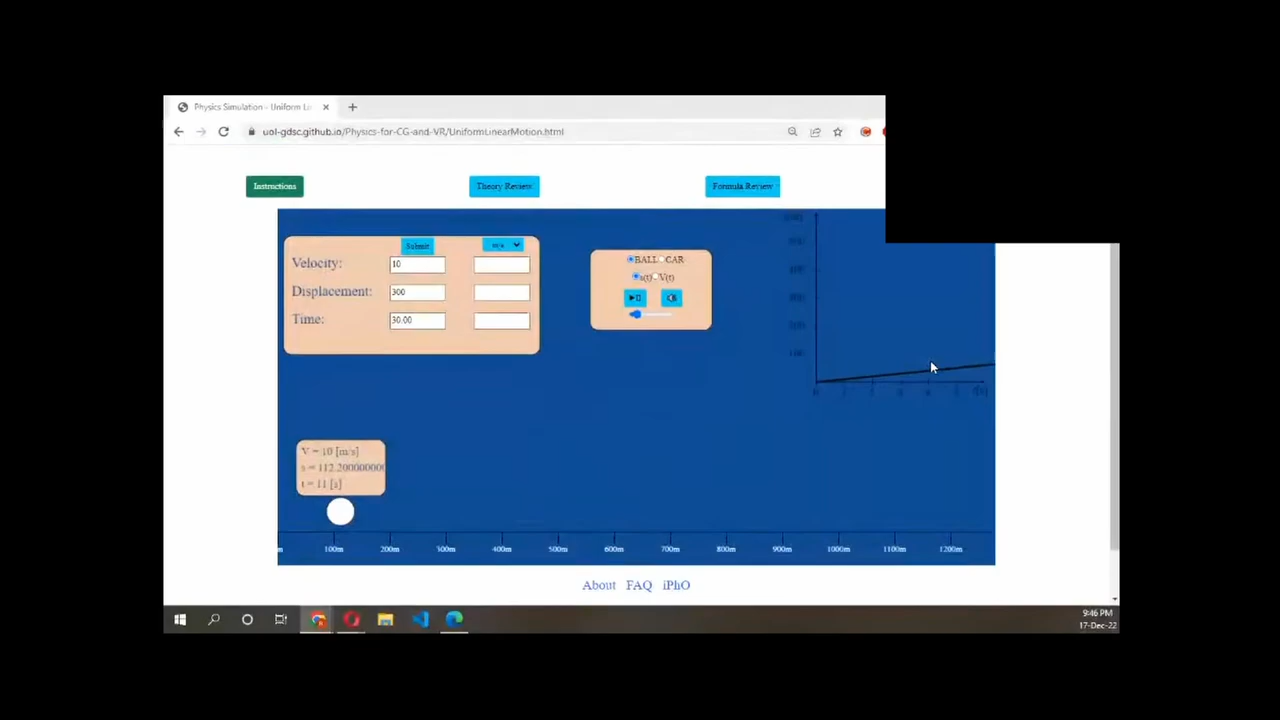 Physics Simulation - Uniform Li
uol-gdsc.github.io/Physics-for-CG-and-VR/UniformLinearMotion.html
Instructions
Theory Review
Formula Review
Submit
m/s
Velocity:
10
Displacement:
300
Time:
30.00
BALL CAR
s(t) V(t)
V = 10 [m/s]
s = 112.200000000
t = 11 [s]
100m 200m 300m 400m 500m 600m 700m 800m 900m 1000m 1100m 1200m
About FAQ iPhO
9:46 PM
17-Dec-22